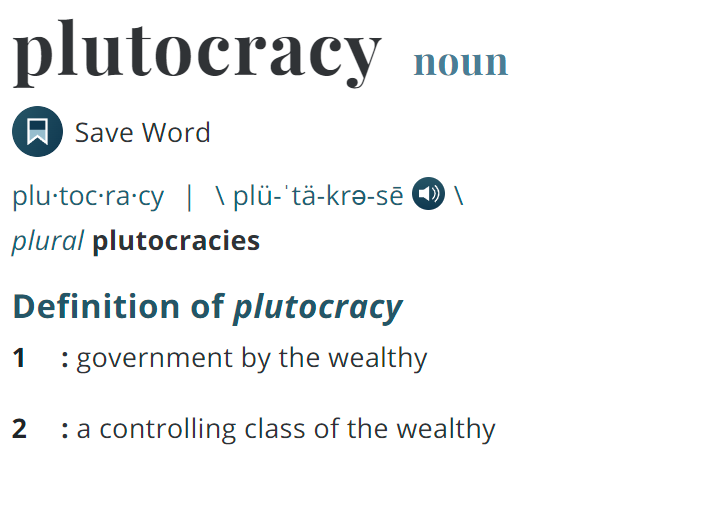 plutocracy noun
Save Word
plu·toc·ra·cy | \ plü-ˈtä-krə-sē \
plural plutocracies
Definition of plutocracy
1 : government by the wealthy
2 : a controlling class of the wealthy